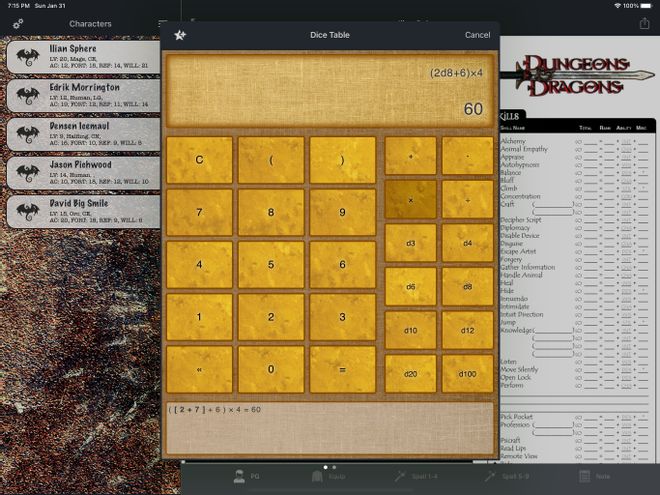 7:15 PM Sun Jan 31
100%
Characters
Dice Table
Cancel
Ilian Sphere
LV: 20, Mage, CE,
AC: 12, FORT: 18, REF: 14, WILL: 21
Edrik Morrington
LV: 12, Human, LG,
AC: 10, FORT: 12, REF: 11, WILL: 14
Densen Icemaul
LV: 9, Halfling, CE,
AC: 16, FORT: 10, REF: 9, WILL: 8
Jason Pichwood
LV: 14, Human, ,
AC: 10, FORT: 18, REF: 12, WILL: 10
David Big Smile
LV: 15, Orc, CE,
AC: 20, FORT: 18, REF: 9, WILL: 6
(2d8+6)×4
60
C ( ) + -
7 8 9 × ÷
d3 d4
4 5 6 d6 d8
1 2 3 d10 d12
« 0 = d20 d100
( [ 2 + 7 ] + 6 ) × 4 = 60
DUNGEONS
DRAGONS
Skill Name Total Rank Ability Misc
Alchemy
Animal Empathy
Appraise
Autohypnosis
Balance
Bluff
Climb
Concentration
Craft
Decipher Script
Diplomacy
Disable Device
Disguise
Escape Artist
Forgery
Gather Information
Handle Animal
Heal
Hide
Innuendo
Intimidate
Intuit Direction
Jump
Knowledge
Listen
Move Silently
Open Lock
Perform
Pick Pocket
Profession
Psicraft
Read Lips
Remote View
PG
Equip
Spell 1-4
Spell 5-9
Note